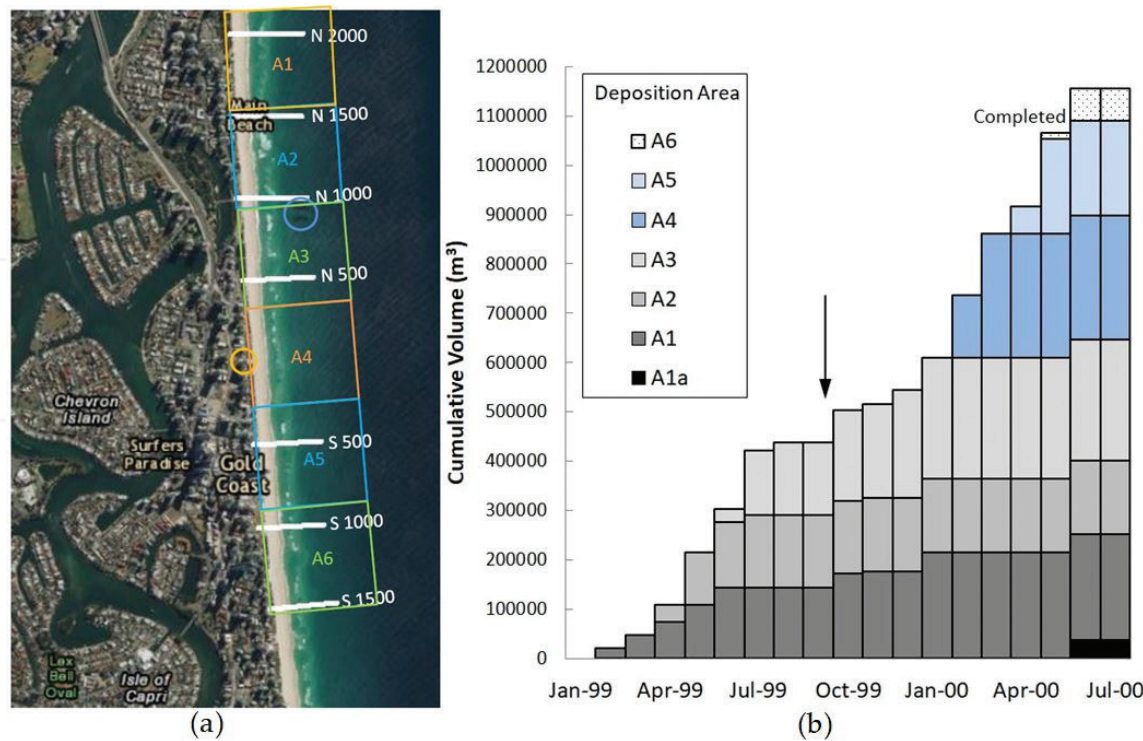 N 2000
A1
Main
Beach
N 1500
A2
N 1000
A3
N 500
A4
Chevron
Island
Surfers
Paradise
Gold
Coast
S 500
A5
S 1000
A6
S 1500
Lex
Bell
Oval
Isle of
Capri
(a)
Cumulative Volume (m³)
1200000
1100000
1000000
900000
800000
700000
600000
500000
400000
300000
200000
100000
0
Deposition Area
A6
A5
A4
A3
A2
A1
A1a
Completed
Jan-99 Apr-99 Jul-99 Oct-99 Jan-00 Apr-00 Jul-00
(b)